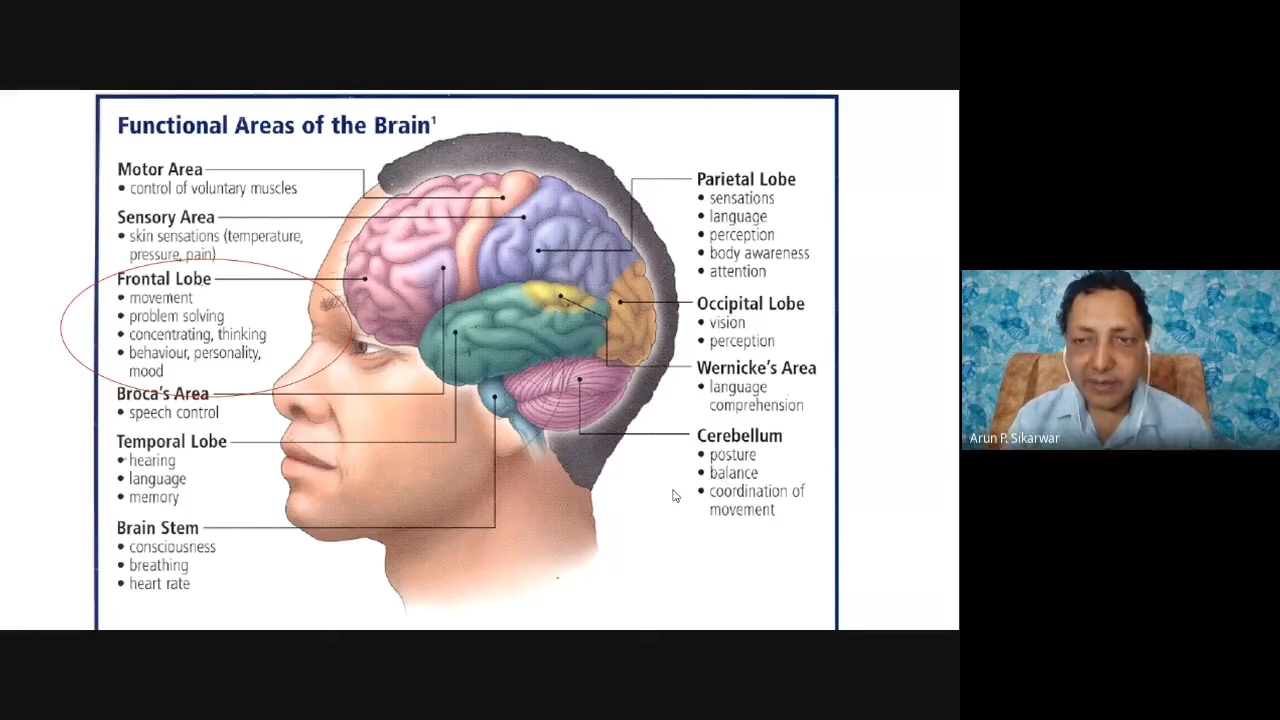 Functional Areas of the Brain¹
Motor Area
• control of voluntary muscles
Sensory Area
• skin sensations (temperature,
pressure, pain)
Frontal Lobe
• movement
• problem solving
• concentrating, thinking
• behaviour, personality,
mood
Broca's Area
• speech control
Temporal Lobe
• hearing
• language
• memory
Brain Stem
• consciousness
• breathing
• heart rate
Parietal Lobe
• sensations
• language
• perception
• body awareness
• attention
Occipital Lobe
• vision
• perception
Wernicke's Area
• language
comprehension
Cerebellum
• posture
• balance
• coordination of
movement
Arun P. Sikarwar